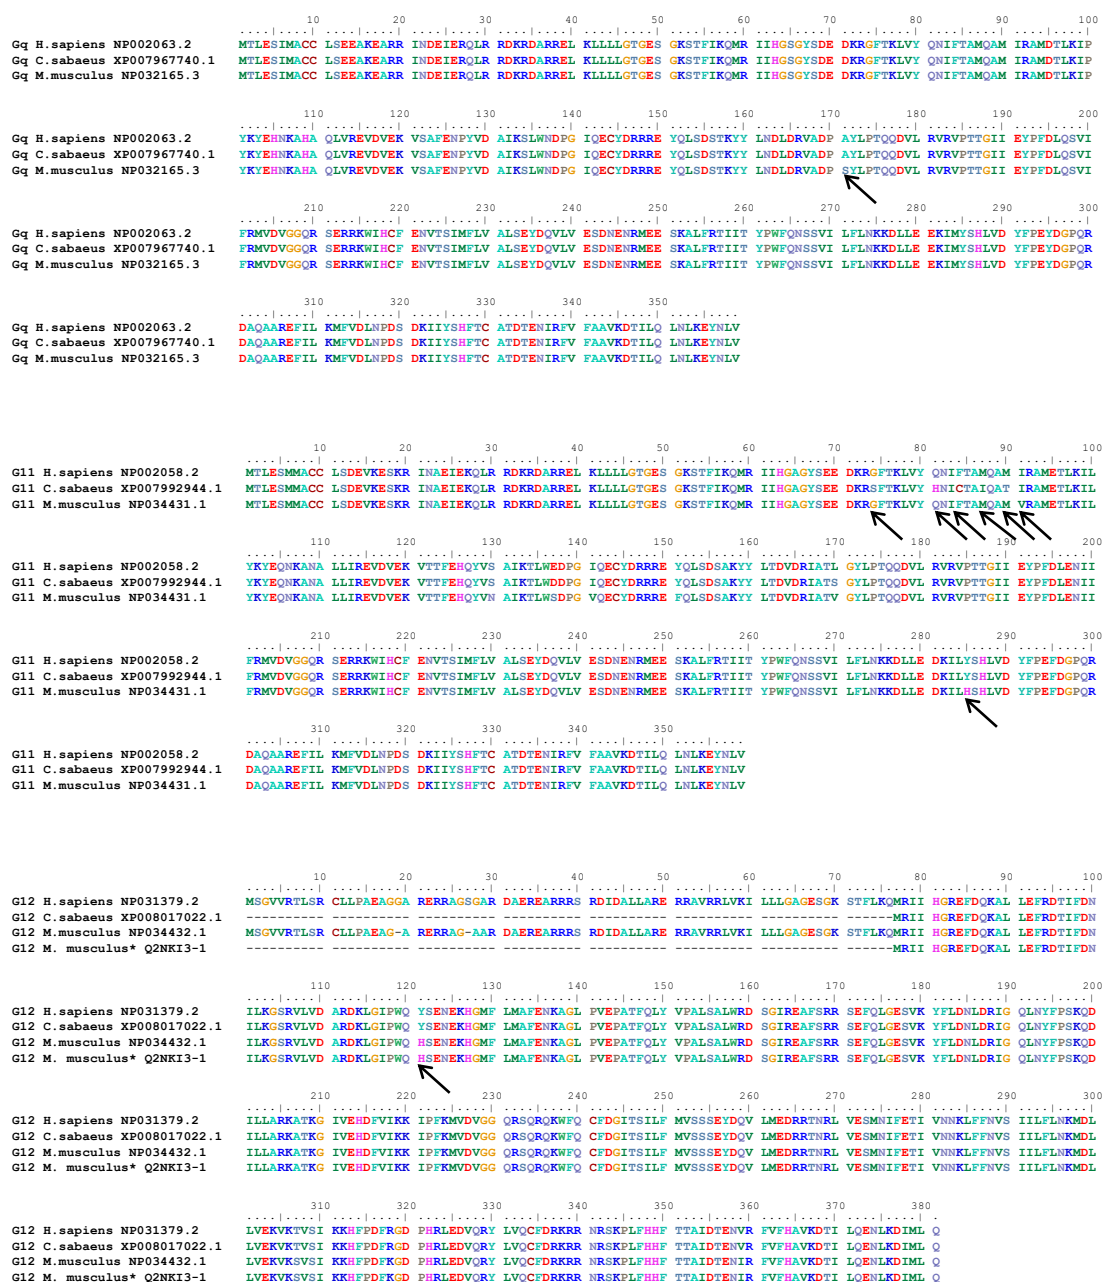 10 20 30 40 50 60 70 80 90 100
Gq H.sapiens NP002063.2 MTLESIMACC LSEEAKEARR INDEIERQLR RDKRDARREL KLLLLGTGES GKSTFIKQMR IIHGSGYSDE DKRGFTKLVY QNIFTAMQAM IRAMDTLKIP
Gq C.sabaeus XP007967740.1 MTLESIMACC LSEEAKEARR INDEIERQLR RDKRDARREL KLLLLGTGES GKSTFIKQMR IIHGSGYSDE DKRGFTKLVY QNIFTAMQAM IRAMDTLKIP
Gq M.musculus NP032165.3 MTLESIMACC LSEEAKEARR INDEIERQLR RDKRDARREL KLLLLGTGES GKSTFIKQMR IIHGSGYSDE DKRGFTKLVY QNIFTAMQAM IRAMDTLKIP
110 120 130 140 150 160 170 180 190 200
Gq H.sapiens NP002063.2 YKYEHNKAHA QLVREVDVEK VSAFENPYVD AIKSLWNDPG IQECYDRRRE YQLSDSTKYY LNDLDRVADP AYLPTQQDVL RVRVPTTGII EYPFDLQSVI
Gq C.sabaeus XP007967740.1 YKYEHNKAHA QLVREVDVEK VSAFENPYVD AIKSLWNDPG IQECYDRRRE YQLSDSTKYY LNDLDRVADP AYLPTQQDVL RVRVPTTGII EYPFDLQSVI
Gq M.musculus NP032165.3 YKYEHNKAHA QLVREVDVEK VSAFENPYVD AIKSLWNDPG IQECYDRRRE YQLSDSTKYY LNDLDRVADP SYLPTQQDVL RVRVPTTGII EYPFDLQSVI
210 220 230 240 250 260 270 280 290 300
Gq H.sapiens NP002063.2 FRMVDVGGQR SERRKWIHCF ENVTSIMFLV ALSEYDQVLV ESDNENRMEE SKALFRTIIT YPWFQNSSVI LFLNKKDLLE EKIMYSHLVD YFPEYDGPQR
Gq C.sabaeus XP007967740.1 FRMVDVGGQR SERRKWIHCF ENVTSIMFLV ALSEYDQVLV ESDNENRMEE SKALFRTIIT YPWFQNSSVI LFLNKKDLLE EKIMYSHLVD YFPEYDGPQR
Gq M.musculus NP032165.3 FRMVDVGGQR SERRKWIHCF ENVTSIMFLV ALSEYDQVLV ESDNENRMEE SKALFRTIIT YPWFQNSSVI LFLNKKDLLE EKIMYSHLVD YFPEYDGPQR
310 320 330 340 350
Gq H.sapiens NP002063.2 DAQAAREFIL KMFVDLNPDS DKIIYSHFTC ATDTENIRFV FAAVKDTILQ LNLKEYNLV
Gq C.sabaeus XP007967740.1 DAQAAREFIL KMFVDLNPDS DKIIYSHFTC ATDTENIRFV FAAVKDTILQ LNLKEYNLV
Gq M.musculus NP032165.3 DAQAAREFIL KMFVDLNPDS DKIIYSHFTC ATDTENIRFV FAAVKDTILQ LNLKEYNLV
10 20 30 40 50 60 70 80 90 100
G11 H.sapiens NP002058.2 MTLESMMACC LSDEVKESKR INAEIEKQLR RDKRDARREL KLLLLGTGES GKSTFIKQMR IIHGAGYSEE DKRGFTKLVY QNIFTAMQAM IRAMETLKIL
G11 C.sabaeus XP007992944.1 MTLESMMACC LSDEVKESKR INAEIEKQLR RDKRDARREL KLLLLGTGES GKSTFIKQMR IIHGAGYSEE DKRSFTKLVY HNICTAIQAT IRAMETLKIL
G11 M.musculus NP034431.1 MTLESMMACC LSDEVKESKR INAEIEKQLR RDKRDARREL KLLLLGTGES GKSTFIKQMR IIHGAGYSEE DKRGFTKLVY QNIFTAMQAM VRAMETLKIL
110 120 130 140 150 160 170 180 190 200
G11 H.sapiens NP002058.2 YKYEQNKANA LLIREVDVEK VTTFEHQYVS AIKTLWEDPG IQECYDRRRE YQLSDSAKYY LTDVDRIATL GYLPTQQDVL RVRVPTTGII EYPFDLENII
G11 C.sabaeus XP007992944.1 YKYEQNKANA LLIREVDVEK VTTFEHQYVS AIKTLWDDPG IQECYDRRRE YQLSDSAKYY LTDVDRIATS GYLPTQQDVL RVRVPTTGII EYPFDLENII
G11 M.musculus NP034431.1 YKYEQNKANA LLIREVDVEK VTTFEHQYVN AIKTLWSDPG VQECYDRRRE FQLSDSAKYY LTDVDRIATV GYLPTQQDVL RVRVPTTGII EYPFDLENII
210 220 230 240 250 260 270 280 290 300
G11 H.sapiens NP002058.2 FRMVDVGGQR SERRKWIHCF ENVTSIMFLV ALSEYDQVLV ESDNENRMEE SKALFRTIIT YPWFQNSSVI LFLNKKDLLE DKILYSHLVD YFPEFDGPQR
G11 C.sabaeus XP007992944.1 FRMVDVGGQR SERRKWIHCF ENVTSIMFLV ALSEYDQVLV ESDNENRMEE SKALFRTIIT YPWFQNSSVI LFLNKKDLLE DKILYSHLVD YFPEFDGPQR
G11 M.musculus NP034431.1 FRMVDVGGQR SERRKWIHCF ENVTSIMFLV ALSEYDQVLV ESDNENRMEE SKALFRTIIT YPWFQNSSVI LFLNKKDLLE DKILHSHLVD YFPEFDGPQR
310 320 330 340 350
G11 H.sapiens NP002058.2 DAQAAREFIL KMFVDLNPDS DKIIYSHFTC ATDTENIRFV FAAVKDTILQ LNLKEYNLV
G11 C.sabaeus XP007992944.1 DAQAAREFIL KMFVDLNPDS DKIIYSHFTC ATDTENIRFV FAAVKDTILQ LNLKEYNLV
G11 M.musculus NP034431.1 DAQAAREFIL KMFVDLNPDS DKIIYSHFTC ATDTENIRFV FAAVKDTILQ LNLKEYNLV
10 20 30 40 50 60 70 80 90 100
G12 H.sapiens NP031379.2 MSGVVRTLSR CLLPAEAGGA RERRAGSGAR DAEREARRRS RDIDALLARE RRAVRRLVKI LLLGAGESGK STFLKQMRII HGREFDQKAL LEFRDTIFDN
G12 C.sabaeus XP008017022.1 ---------- ---------- ---------- ---------- ---------- ---------- ---------- ------MRII HGREFDQKAL LEFRDTIFDN
G12 M.musculus NP034432.1 MSGVVRTLSR CLLPAEAG-A RERRAG-AAR DAEREARRRS RDIDALLARE RRAVRRLVKI LLLGAGESGK STFLKQMRII HGREFDQKAL LEFRDTIFDN
G12 M. musculus* Q2NKI3-1 ---------- ---------- ---------- ---------- ---------- ---------- ---------- ------MRII HGREFDQKAL LEFRDTIFDN
110 120 130 140 150 160 170 180 190 200
G12 H.sapiens NP031379.2 ILKGSRVLVD ARDKLGIPWQ YSENEKHGMF LMAFENKAGL PVEPATFQLY VPALSALWRD SGIREAFSRR SEFQLGESVK YFLDNLDRIG QLNYFPSKQD
G12 C.sabaeus XP008017022.1 ILKGSRVLVD ARDKLGIPWQ YSENEKHGMF LMAFENKAGL PVEPATFQLY VPALSALWRD SGIREAFSRR SEFQLGESVK YFLDNLDRIG QLNYFPSKQD
G12 M.musculus NP034432.1 ILKGSRVLVD ARDKLGIPWQ HSENEKHGMF LMAFENKAGL PVEPATFQLY VPALSALWRD SGIREAFSRR SEFQLGESVK YFLDNLDRIG QLNYFPSKQD
G12 M. musculus* Q2NKI3-1 ILKGSRVLVD ARDKLGIPWQ HSENEKHGMF LMAFENKAGL PVEPATFQLY VPALSALWRD SGIREAFSRR SEFQLGESVK YFLDNLDRIG QLNYFPSKQD
210 220 230 240 250 260 270 280 290 300
G12 H.sapiens NP031379.2 ILLARKATKG IVEHDFVIKK IPFKMVDVGG QRSQRQKWFQ CFDGITSILF MVSSSEYDQV LMEDRRTNRL VESMNIFETI VNNKLFFNVS IILFLNKMDL
G12 C.sabaeus XP008017022.1 ILLARKATKG IVEHDFVIKK IPFKMVDVGG QRSQRQKWFQ CFDGITSILF MVSSSEYDQV LMEDRRTNRL VESMNIFETI VNNKLFFNVS IILFLNKMDL
G12 M.musculus NP034432.1 ILLARKATKG IVEHDFVIKK IPFKMVDVGG QRSQRQKWFQ CFDGITSILF MVSSSEYDQV LMEDRRTNRL VESMNIFETI VNNKLFFNVS IILFLNKMDL
G12 M. musculus* Q2NKI3-1 ILLARKATKG IVEHDFVIKK IPFKMVDVGG QRSQRQKWFQ CFDGITSILF MVSSSEYDQV LMEDRRTNRL VESMNIFETI VNNKLFFNVS IILFLNKMDL
310 320 330 340 350 360 370 380
G12 H.sapiens NP031379.2 LVEKVKTVSI KKHFPDFRGD PHRLEDVQRY LVQCFDRKRR NRSKPLFHHF TTAIDTENVR FVFHAVKDTI LQENLKDIML Q
G12 C.sabaeus XP008017022.1 LVEKVKTVSI KKHFPDFRGD PHRLEDVQRY LVQCFDRKRR NRSKPLFHHF TTAIDTENVR FVFHAVKDTI LQENLKDIML Q
G12 M.musculus NP034432.1 LVEKVKSVSI KKHFPDFKGD PHRLEDVQRY LVQCFDRKRR NRSKPLFHHF TTAIDTENIR FVFHAVKDTI LQENLKDIML Q
G12 M. musculus* Q2NKI3-1 LVEKVKSVSI KKHFPDFKGD PHRLEDVQRY LVQCFDRKRR NRSKPLFHHF TTAIDTENIR FVFHAVKDTI LQENLKDIML Q